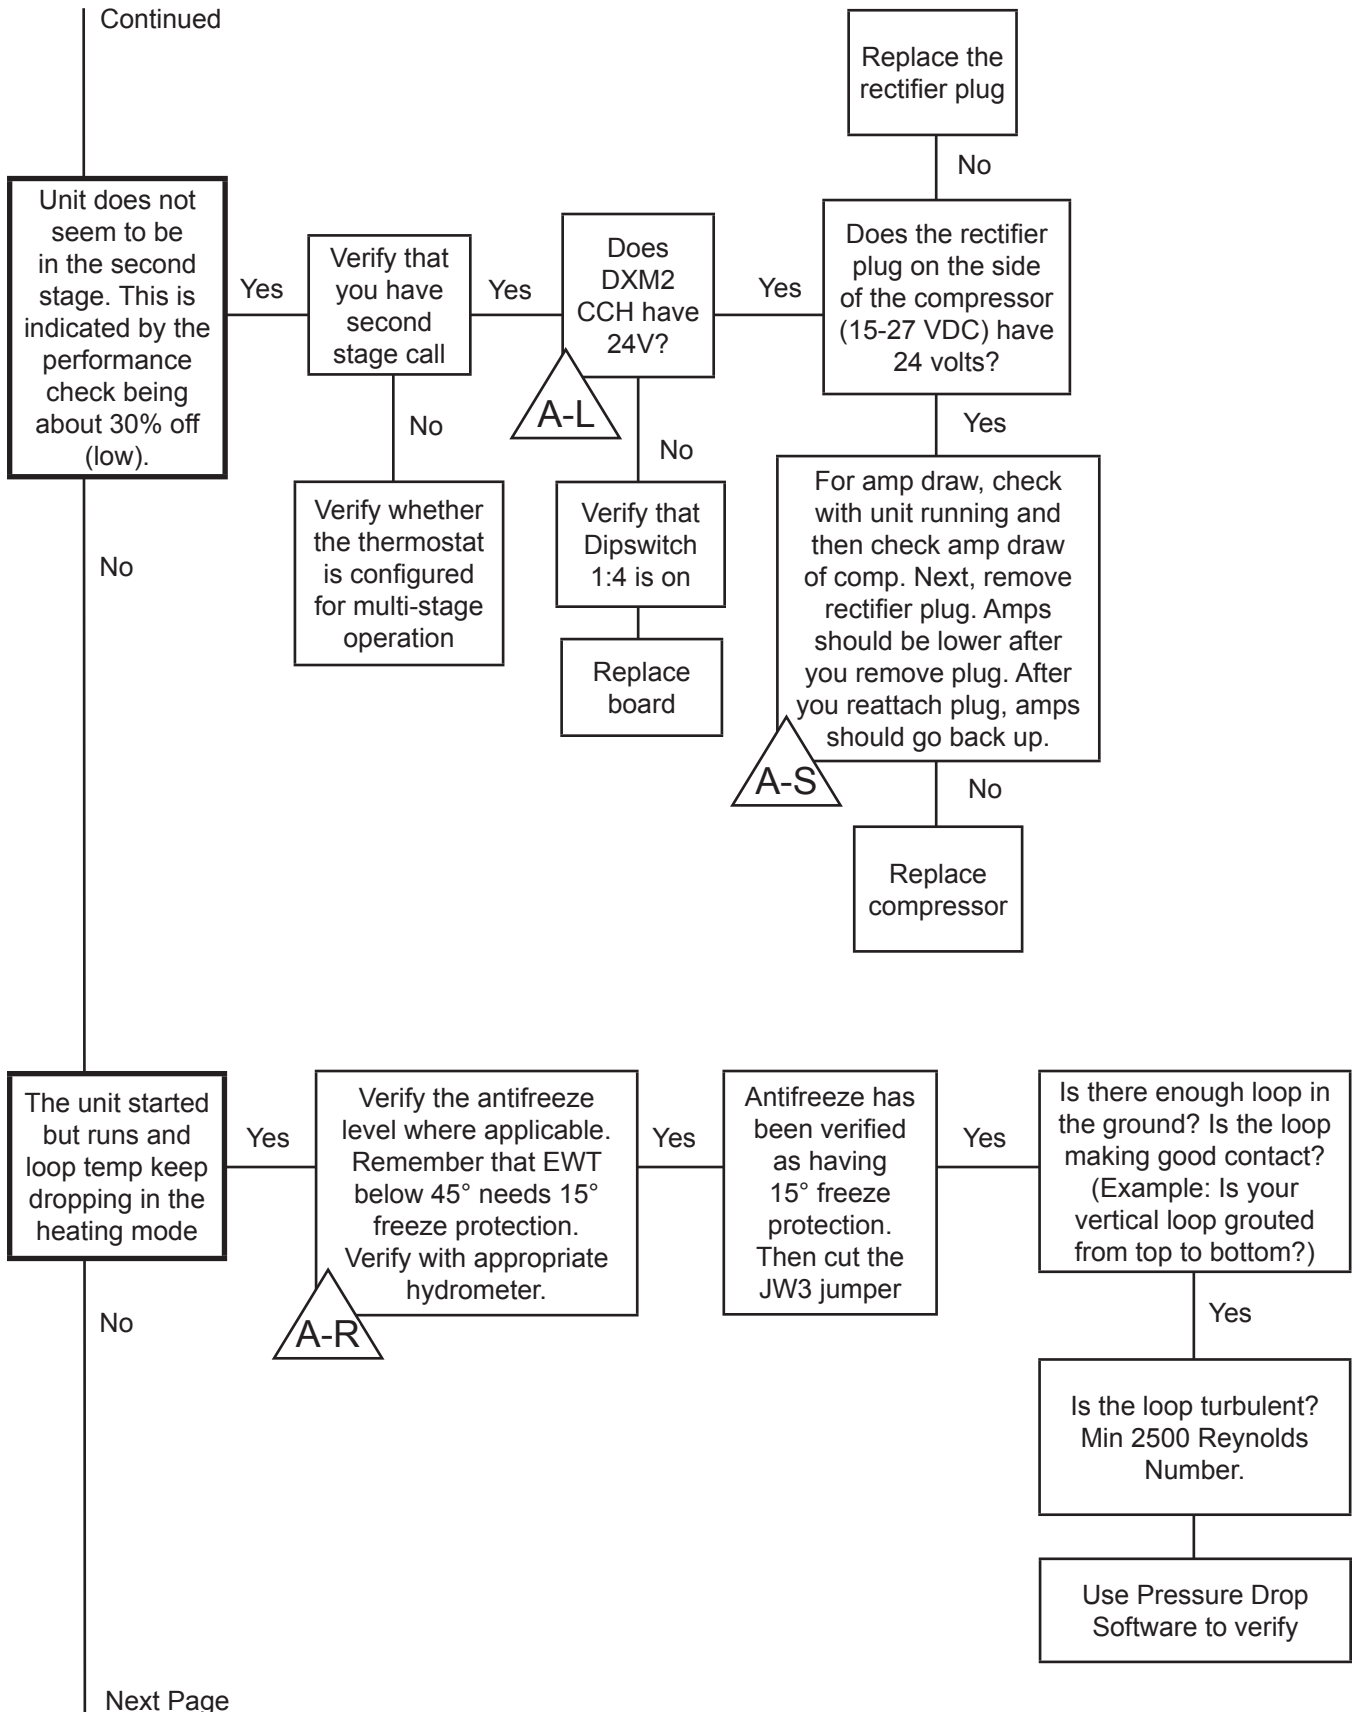 Continued
Replace the
rectifier plug
No
Unit does not
seem to be
in the second
stage. This is
indicated by the
performance
check being
about 30% off
(low).
Yes
Verify that
you have
second
stage call
Yes
Does
DXM2
CCH have
24V?
A-L
Yes
Does the rectifier
plug on the side
of the compressor
(15-27 VDC) have
24 volts?
No
Verify whether
the thermostat
is configured
for multi-stage
operation
No
Verify that
Dipswitch
1:4 is on
Replace
board
Yes
For amp draw, check
with unit running and
then check amp draw
of comp. Next, remove
rectifier plug. Amps
should be lower after
you remove plug. After
you reattach plug, amps
should go back up.
A-S
No
Replace
compressor
No
The unit started
but runs and
loop temp keep
dropping in the
heating mode
Yes
Verify the antifreeze
level where applicable.
Remember that EWT
below 45° needs 15°
freeze protection.
Verify with appropriate
hydrometer.
A-R
Yes
Antifreeze has
been verified
as having
15° freeze
protection.
Then cut the
JW3 jumper
Yes
Is there enough loop in
the ground? Is the loop
making good contact?
(Example: Is your
vertical loop grouted
from top to bottom?)
Yes
Is the loop turbulent?
Min 2500 Reynolds
Number.
Use Pressure Drop
Software to verify
No
Next Page